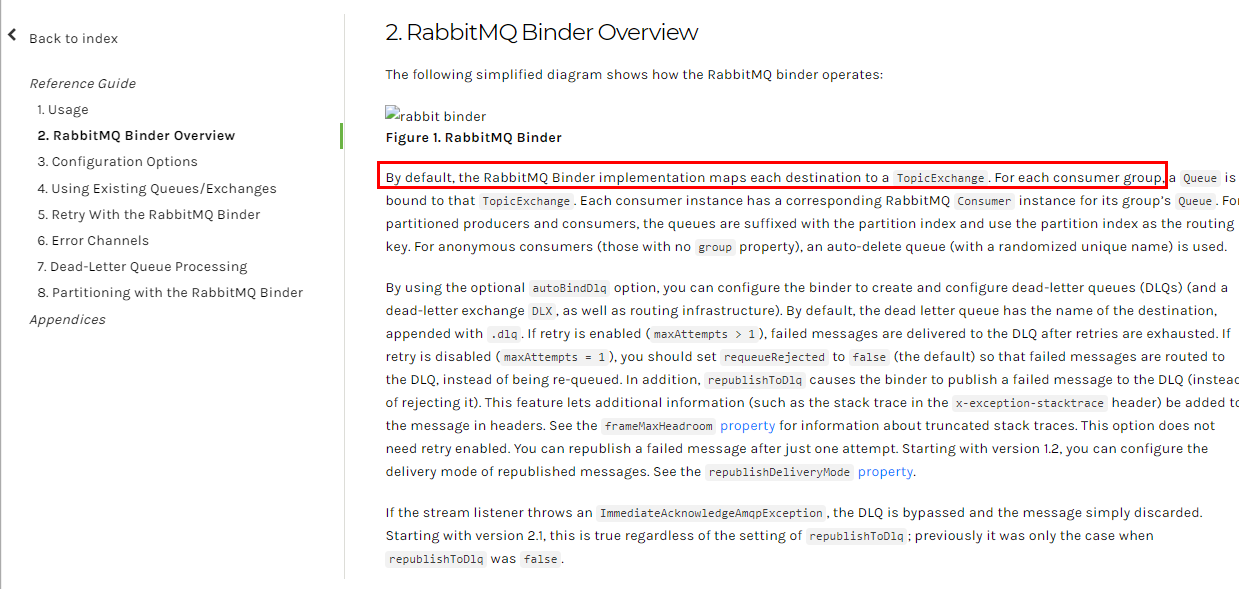 Back to index
Reference Guide
1. Usage
2. RabbitMQ Binder Overview
3. Configuration Options
4. Using Existing Queues/Exchanges
5. Retry With the RabbitMQ Binder
6. Error Channels
7. Dead-Letter Queue Processing
8. Partitioning with the RabbitMQ Binder
Appendices
2. RabbitMQ Binder Overview
The following simplified diagram shows how the RabbitMQ binder operates:
rabbit binder
Figure 1. RabbitMQ Binder
By default, the RabbitMQ Binder implementation maps each destination to a TopicExchange. For each consumer group, a Queue is
bound to that TopicExchange. Each consumer instance has a corresponding RabbitMQ Consumer instance for its group's Queue. For
partitioned producers and consumers, the queues are suffixed with the partition index and use the partition index as the routing
key. For anonymous consumers (those with no group property), an auto-delete queue (with a randomized unique name) is used.
By using the optional autoBindDlq option, you can configure the binder to create and configure dead-letter queues (DLQs) (and a
dead-letter exchange DLX, as well as routing infrastructure). By default, the dead letter queue has the name of the destination,
appended with .dlq. If retry is enabled (maxAttempts > 1), failed messages are delivered to the DLQ after retries are exhausted. If
retry is disabled (maxAttempts = 1), you should set requeueRejected to false (the default) so that failed messages are routed to
the DLQ, instead of being re-queued. In addition, republishToDlq causes the binder to publish a failed message to the DLQ (instead
of rejecting it). This feature lets additional information (such as the stack trace in the x-exception-stacktrace header) be added to
the message in headers. See the frameMaxHeadroom property for information about truncated stack traces. This option does not
need retry enabled. You can republish a failed message after just one attempt. Starting with version 1.2, you can configure the
delivery mode of republished messages. See the republishDeliveryMode property.
If the stream listener throws an ImmediateAcknowledgeAmqpException, the DLQ is bypassed and the message simply discarded.
Starting with version 2.1, this is true regardless of the setting of republishToDlq; previously it was only the case when
republishToDlq was false.